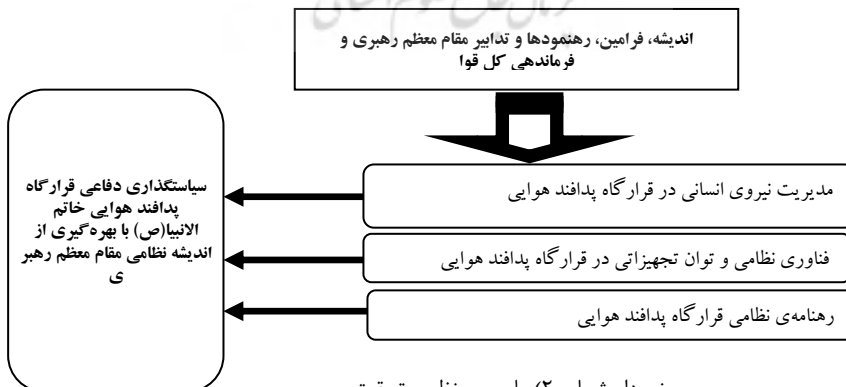 اندیشه، فرامین، رهنمودها و تدابیر مقام معظم رهبری و
فرماندهی کل قوا
مدیریت نیروی انسانی در قرارگاه پدافند هوایی
فناوری نظامی و توان تجهیزاتی در قرارگاه پدافند هوایی
رهنامه‌ی نظامی قرارگاه پدافند هوایی
سیاستگذاری دفاعی قرارگاه
پدافند هوایی خاتم
الانبیا(ص) با بهره‌گیری از
اندیشه نظامی مقام معظم رهبر
ی